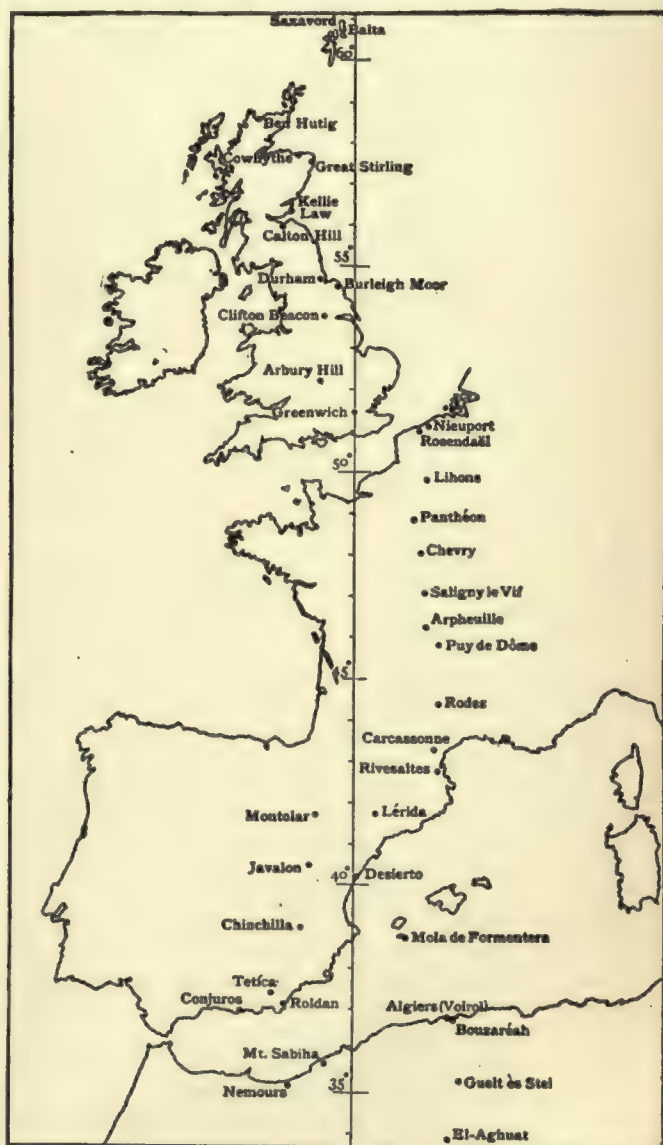 Saxavord
Balta
60°
Ben Hutig
Cowhythe
Great Stirling
Kellie
Law
Calton Hill
55°
Durham
Burleigh Moor
Clifton Beacon
Arbury Hill
Greenwich
Nieuport
Rosendaël
50°
Lihons
Panthéon
Chevry
Saligny le Vif
Arpheuille
Puy de Dôme
45°
Rodez
Carcassonne
Rivesaltes
Montolar
Lérida
Javalon
40°
Desierto
Chinchilla
Mola de Formentera
Tetíca
Conjuros
Roldan
Algiers (Voirol)
Bouzaréah
Mt. Sabiha
35°
Nemours
Guelt ès Stel
El-Aghuat